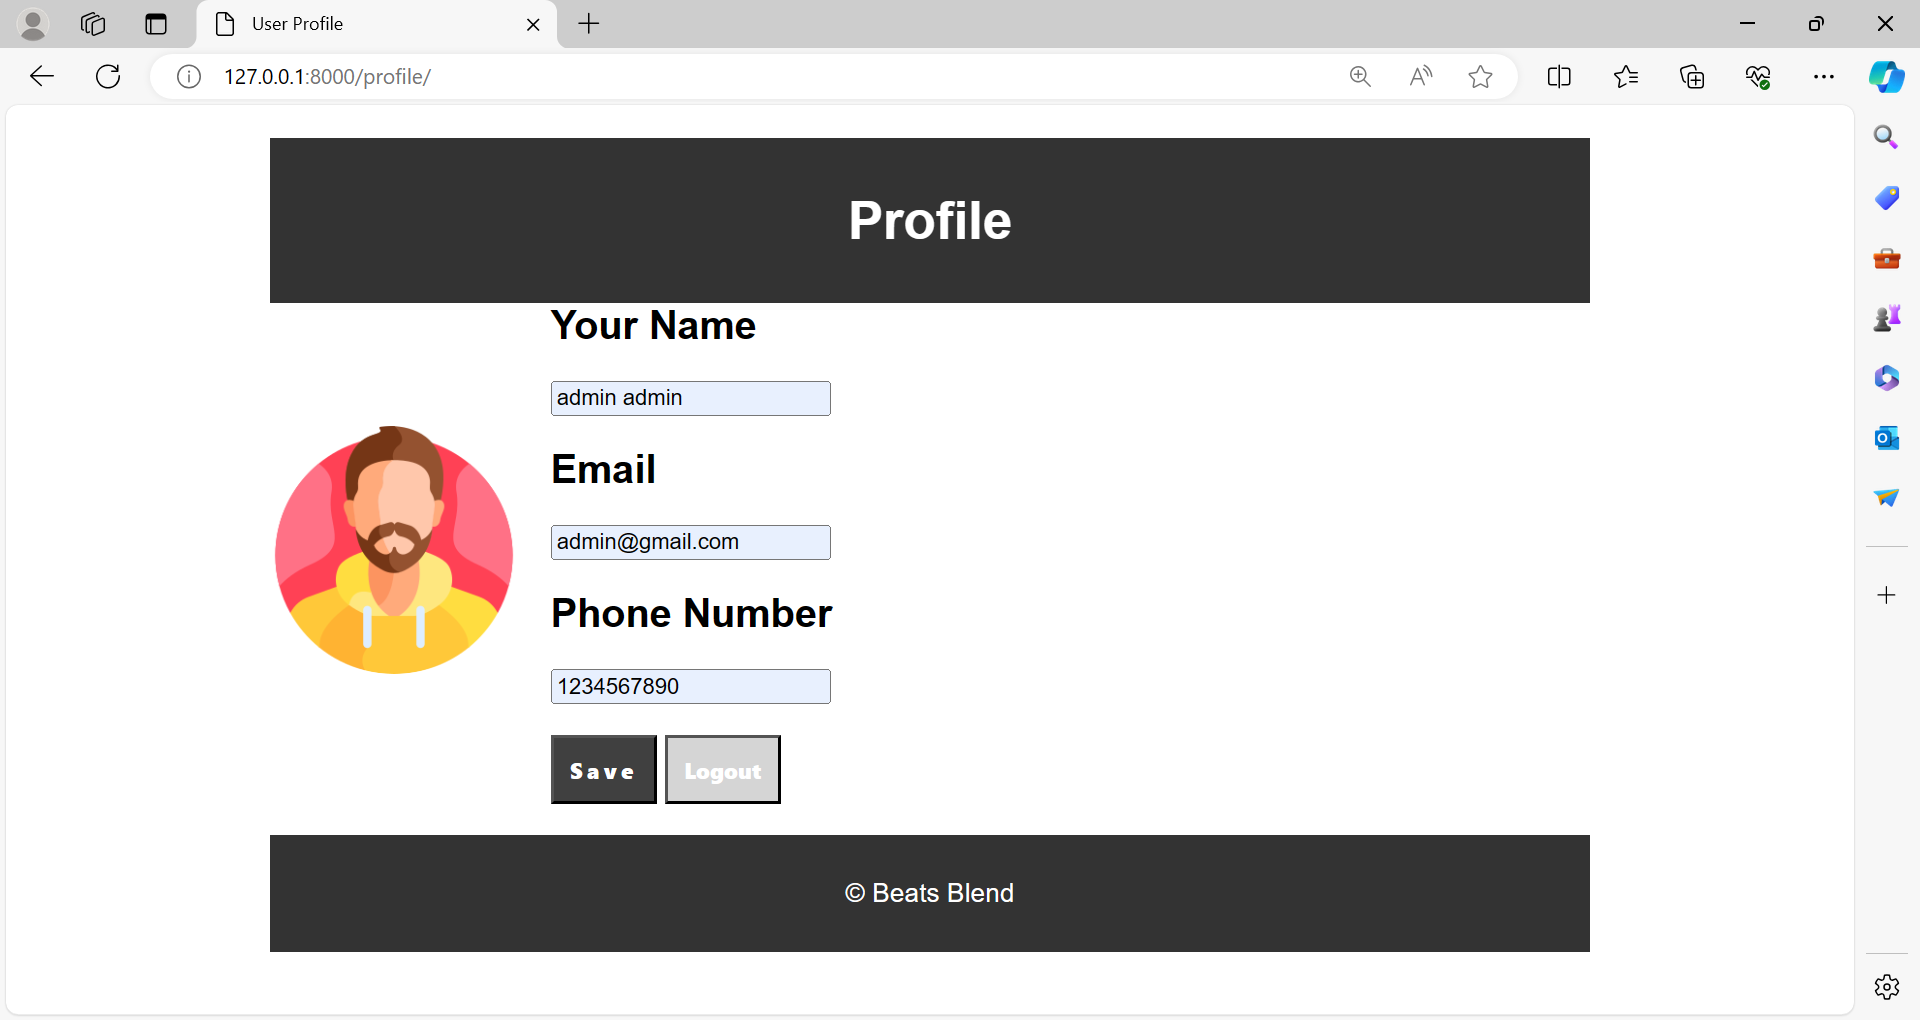 User Profile
127.0.0.1:8000/profile/
Profile
Your Name
admin admin
Email
admin@gmail.com
Phone Number
1234567890
Save Logout
© Beats Blend